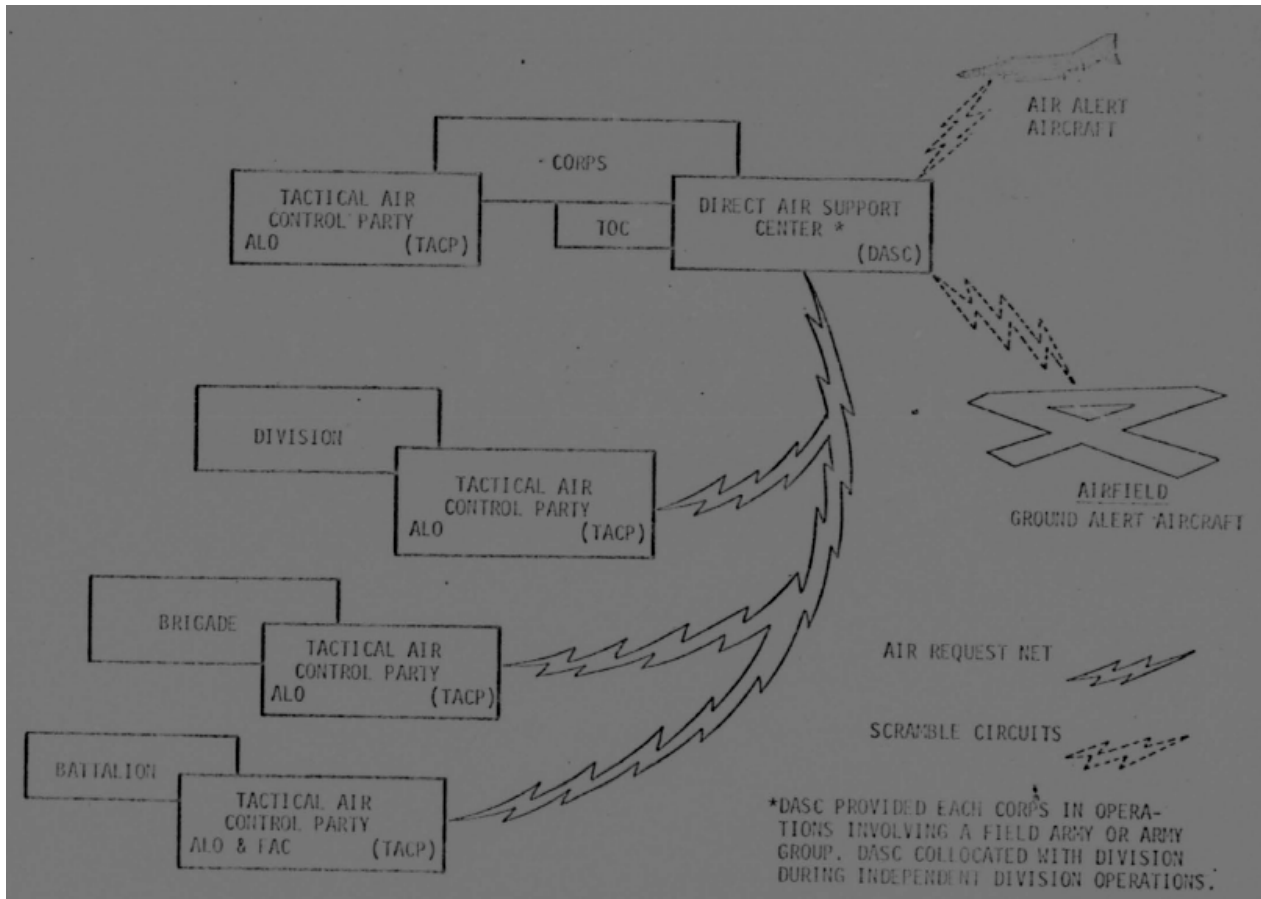 AIR ALERT
AIRCRAFT
CORPS
TACTICAL AIR
CONTROL PARTY
ALO (TACP)
TOC
DIRECT AIR SUPPORT
CENTER *
(DASC)
DIVISION
TACTICAL AIR
CONTROL PARTY
ALO (TACP)
AIRFIELD
GROUND ALERT AIRCRAFT
BRIGADE
TACTICAL AIR
CONTROL PARTY
ALO (TACP)
AIR REQUEST NET
SCRAMBLE CIRCUITS
BATTALION
TACTICAL AIR
CONTROL PARTY
ALO & FAC (TACP)
*DASC PROVIDED EACH CORPS IN OPERA-
TIONS INVOLVING A FIELD ARMY OR ARMY
GROUP. DASC COLLOCATED WITH DIVISION
DURING INDEPENDENT DIVISION OPERATIONS.